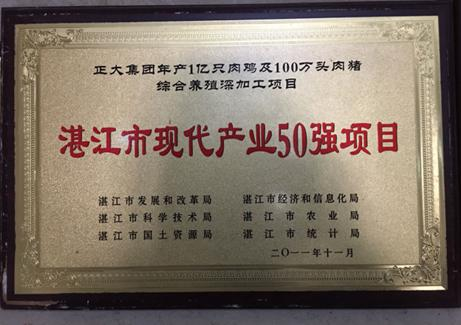 正大集团年产1亿只肉鸡及100万头肉猪
综合养殖深加工项目
湛江市现代产业50强项目
湛江市发展和改革局 湛江市经济和信息化局
湛江市科学技术局 湛江市农业局
湛江市国土资源局 湛江市统计局
二〇一一年十一月